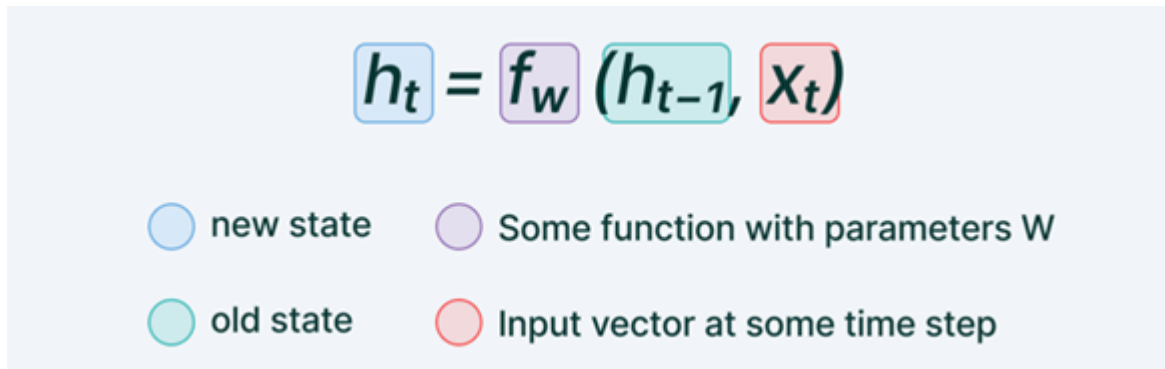 hₜ = f_w (hₜ₋₁, xₜ)
new state
Some function with parameters W
old state
Input vector at some time step